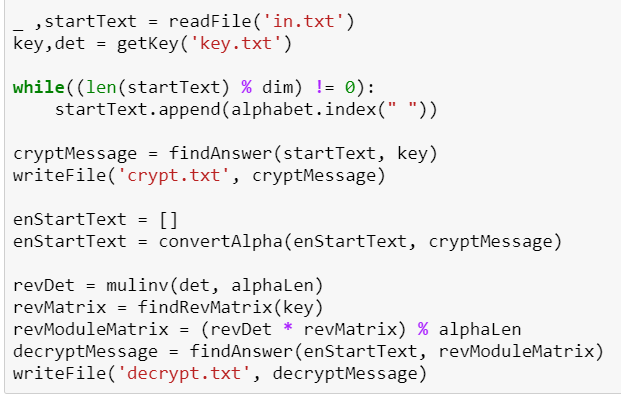 _ ,startText = readFile('in.txt')
key,det = getKey('key.txt')
while((len(startText) % dim) != 0):
    startText.append(alphabet.index(" "))
cryptMessage = findAnswer(startText, key)
writeFile('crypt.txt', cryptMessage)
enStartText = []
enStartText = convertAlpha(enStartText, cryptMessage)
revDet = mulinv(det, alphaLen)
revMatrix = findRevMatrix(key)
revModuleMatrix = (revDet * revMatrix) % alphaLen
decryptMessage = findAnswer(enStartText, revModuleMatrix)
writeFile('decrypt.txt', decryptMessage)